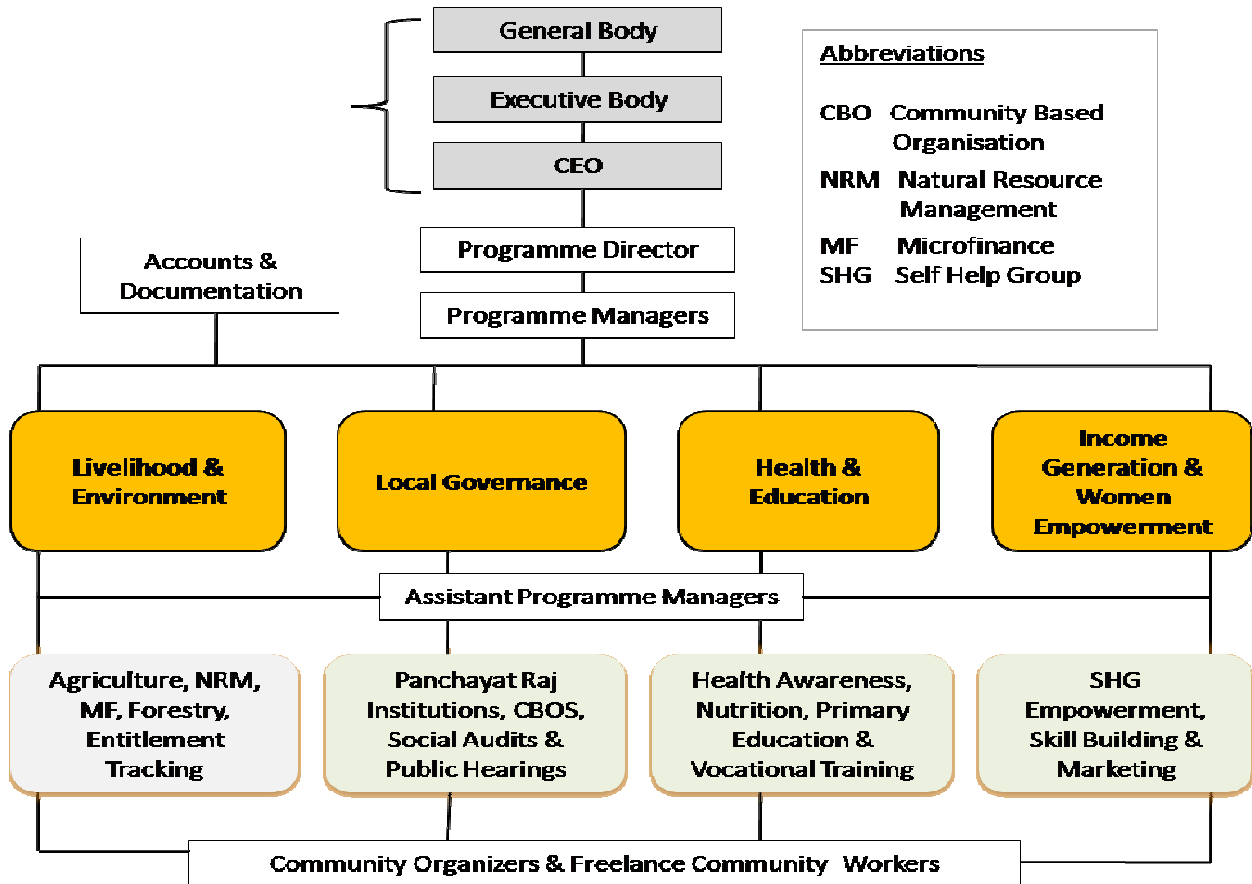 General Body
Executive Body
CEO
Programme Director
Programme Managers
Accounts &
Documentation
Abbreviations
CBO Community Based
Organisation
NRM Natural Resource
Management
MF Microfinance
SHG Self Help Group
Livelihood &
Environment
Local Governance
Health &
Education
Income
Generation &
Women
Empowerment
Assistant Programme Managers
Agriculture, NRM,
MF, Forestry,
Entitlement
Tracking
Panchayat Raj
Institutions, CBOS,
Social Audits &
Public Hearings
Health Awareness,
Nutrition, Primary
Education &
Vocational Training
SHG
Empowerment,
Skill Building &
Marketing
Community Organizers & Freelance Community Workers